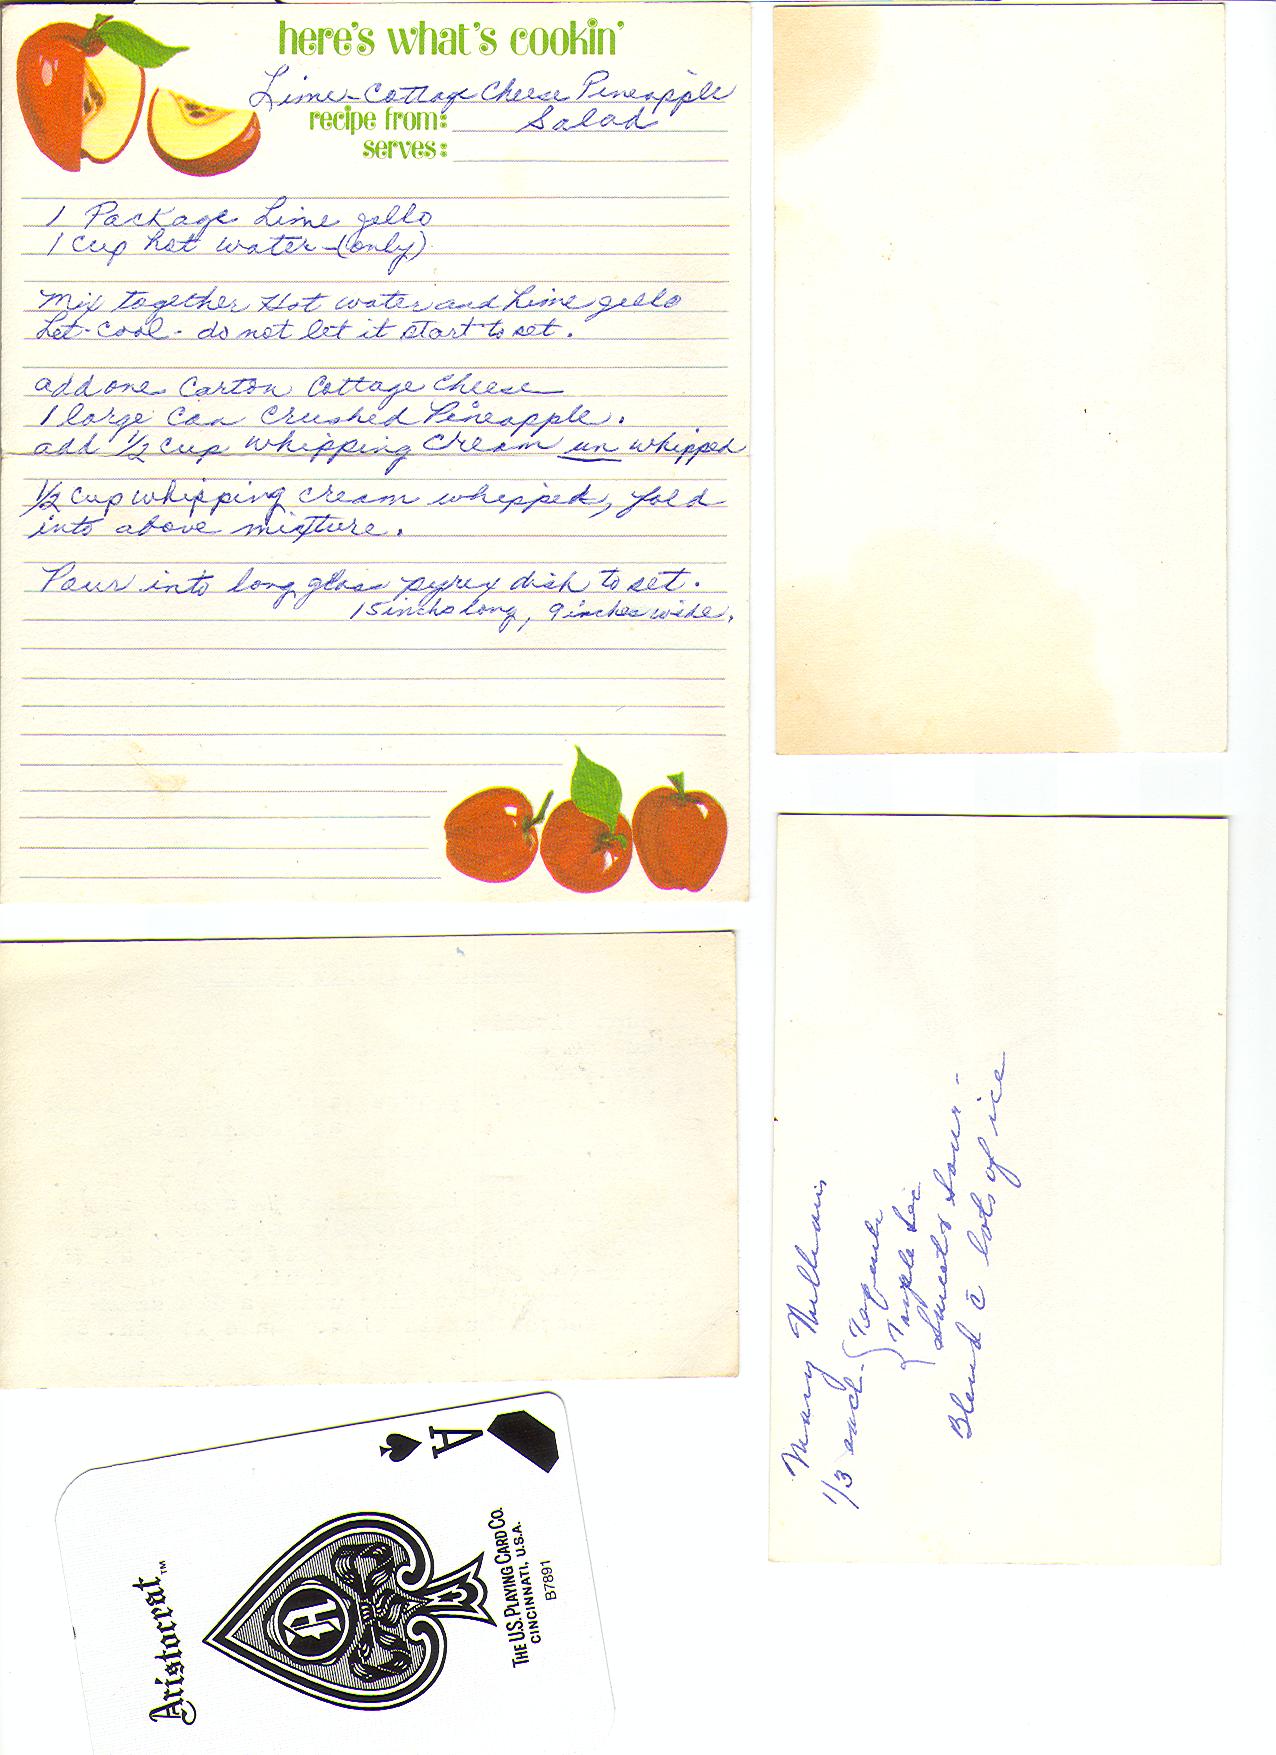 here's what's cookin'
Lime-Cottage Cheese Pineapple
recipe from: Salad
serves:
1 Package Lime jello
1 cup hot water-(only)
Mix together Hot water and Lime jello
Let-cool- do not let it start to set.
add one Carton Cottage Cheese
1 large Can Crushed Pineapple.
add 1/2 cup whipping Cream un whipped
1/2 cup whipping cream whipped, fold
into above mixture.
Pour into long glass pyrex dish to set.
15 inchs long, 9 inches wide.
Mary
1/3 each - { Taquila
Triple Sec
Sweet & Sour -
Blend c̄ lots of ice
Aristocrat™
A
THE U.S. PLAYING CARD CO.
CINCINNATI, U.S.A.
B7891
A